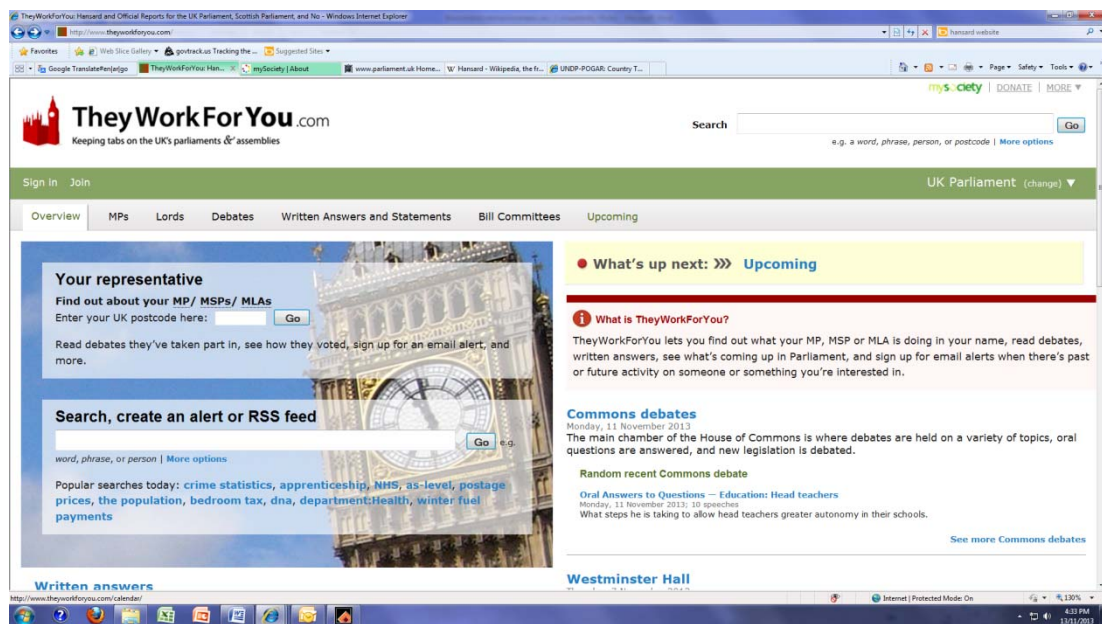 TheyWorkForYou: Hansard and Official Reports for the UK Parliament, Scottish Parliament, and No - Windows Internet Explorer
http://www.theyworkforyou.com/
hansard website
Favorites Web Slice Gallery govtrack.us Tracking the ... Suggested Sites
Google Translate#en|ar|go TheyWorkForYou: Han... mySociety | About www.parliament.uk Home... W Hansard - Wikipedia, the fr... UNDP-POGAR: Country T... Page Safety Tools
mysociety | DONATE | MORE
TheyWorkForYou.com
Keeping tabs on the UK's parliaments & assemblies
Search Go
e.g. a word, phrase, person, or postcode | More options
Sign in Join UK Parliament (change) ▼
Overview MPs Lords Debates Written Answers and Statements Bill Committees Upcoming
Your representative
Find out about your MP/ MSPs/ MLAs
Enter your UK postcode here: Go
Read debates they've taken part in, see how they voted, sign up for an email alert, and
more.
Search, create an alert or RSS feed
Go e.g.
word, phrase, or person | More options
Popular searches today: crime statistics, apprenticeship, NHS, as-level, postage
prices, the population, bedroom tax, dna, department:Health, winter fuel
payments
Written answers
What's up next: »» Upcoming
What is TheyWorkForYou?
TheyWorkForYou lets you find out what your MP, MSP or MLA is doing in your name, read debates,
written answers, see what's coming up in Parliament, and sign up for email alerts when there's past
or future activity on someone or something you're interested in.
Commons debates
Monday, 11 November 2013
The main chamber of the House of Commons is where debates are held on a variety of topics, oral
questions are answered, and new legislation is debated.
Random recent Commons debate
Oral Answers to Questions — Education: Head teachers
Monday, 11 November 2013; 10 speeches
What steps he is taking to allow head teachers greater autonomy in their schools.
See more Commons debates
Westminster Hall
http://www.theyworkforyou.com/calendar/ Internet | Protected Mode: On 130%
4:33 PM
13/11/2013